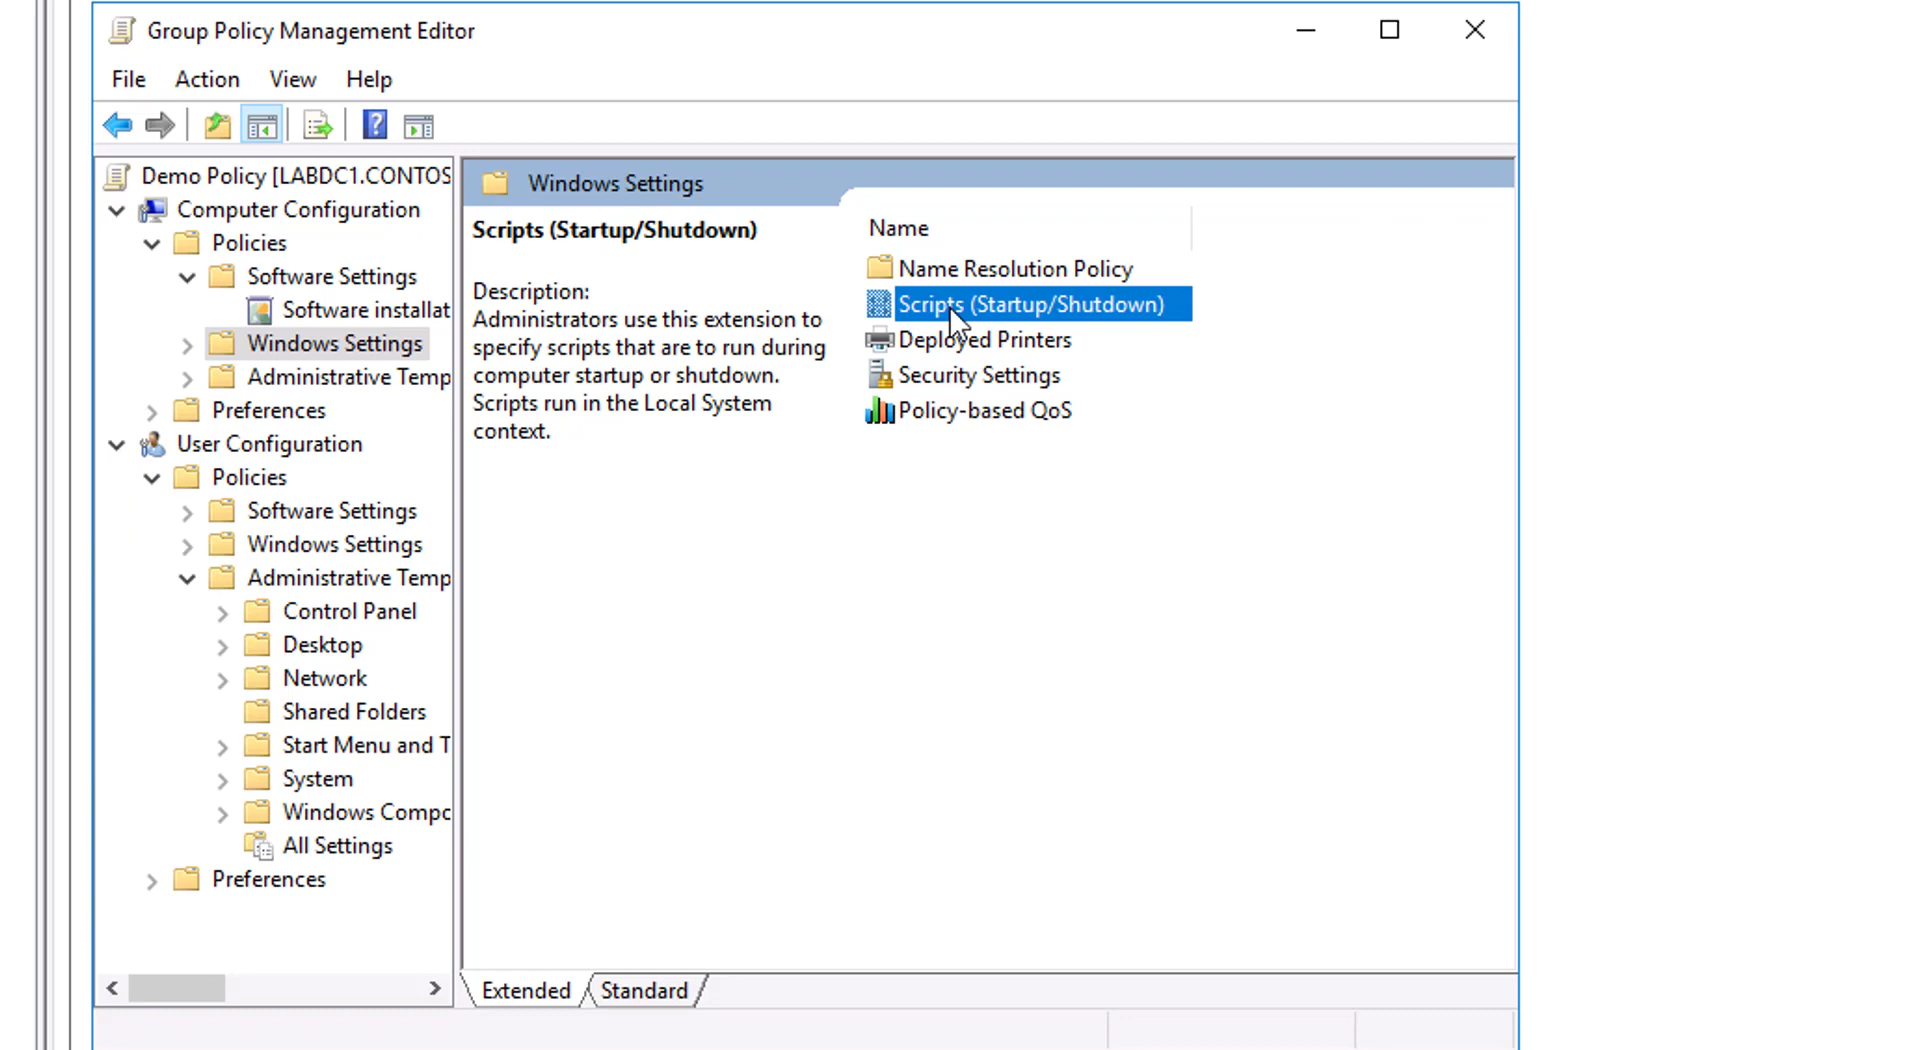 Group Policy Management Editor
File Action View Help
Demo Policy [LABDC1.CONTOS
Computer Configuration
Policies
Software Settings
Software installat
Windows Settings
Administrative Temp
Preferences
User Configuration
Policies
Software Settings
Windows Settings
Administrative Temp
Control Panel
Desktop
Network
Shared Folders
Start Menu and T
System
Windows Compo
All Settings
Preferences
Windows Settings
Scripts (Startup/Shutdown)
Description:
Administrators use this extension to
specify scripts that are to run during
computer startup or shutdown.
Scripts run in the Local System
context.
Name
Name Resolution Policy
Scripts (Startup/Shutdown)
Deployed Printers
Security Settings
Policy-based QoS
Extended Standard